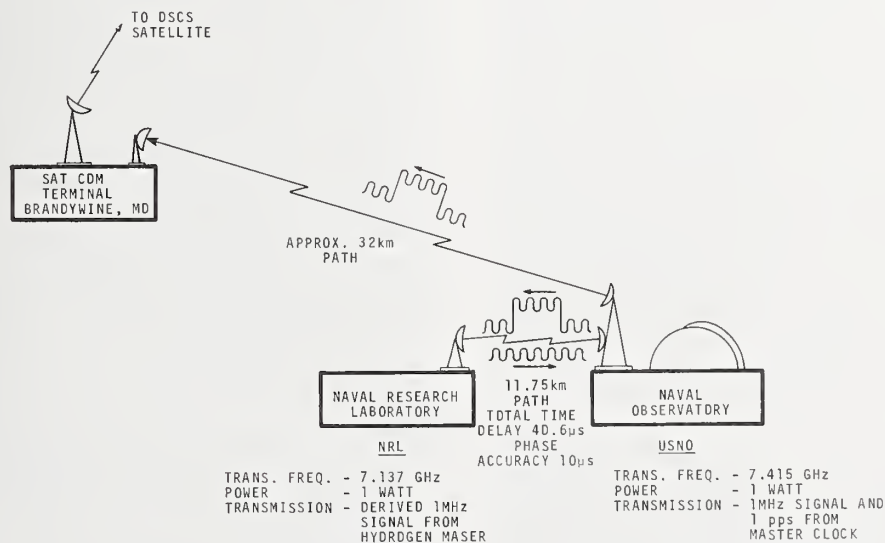 TO DSCS
SATELLITE
SAT COM
TERMINAL
BRANDYWINE, MD
APPROX. 32km
PATH
NAVAL RESEARCH
LABORATORY
11.75km
PATH
TOTAL TIME
DELAY 40.6μs
PHASE
ACCURACY 10μs
NAVAL
OBSERVATORY
NRL
TRANS. FREQ. - 7.137 GHz
POWER - 1 WATT
TRANSMISSION - DERIVED 1MHz
SIGNAL FROM
HYDROGEN MASER
USNO
TRANS. FREQ. - 7.415 GHz
POWER - 1 WATT
TRANSMISSION - 1MHz SIGNAL AND
1 pps FROM
MASTER CLOCK